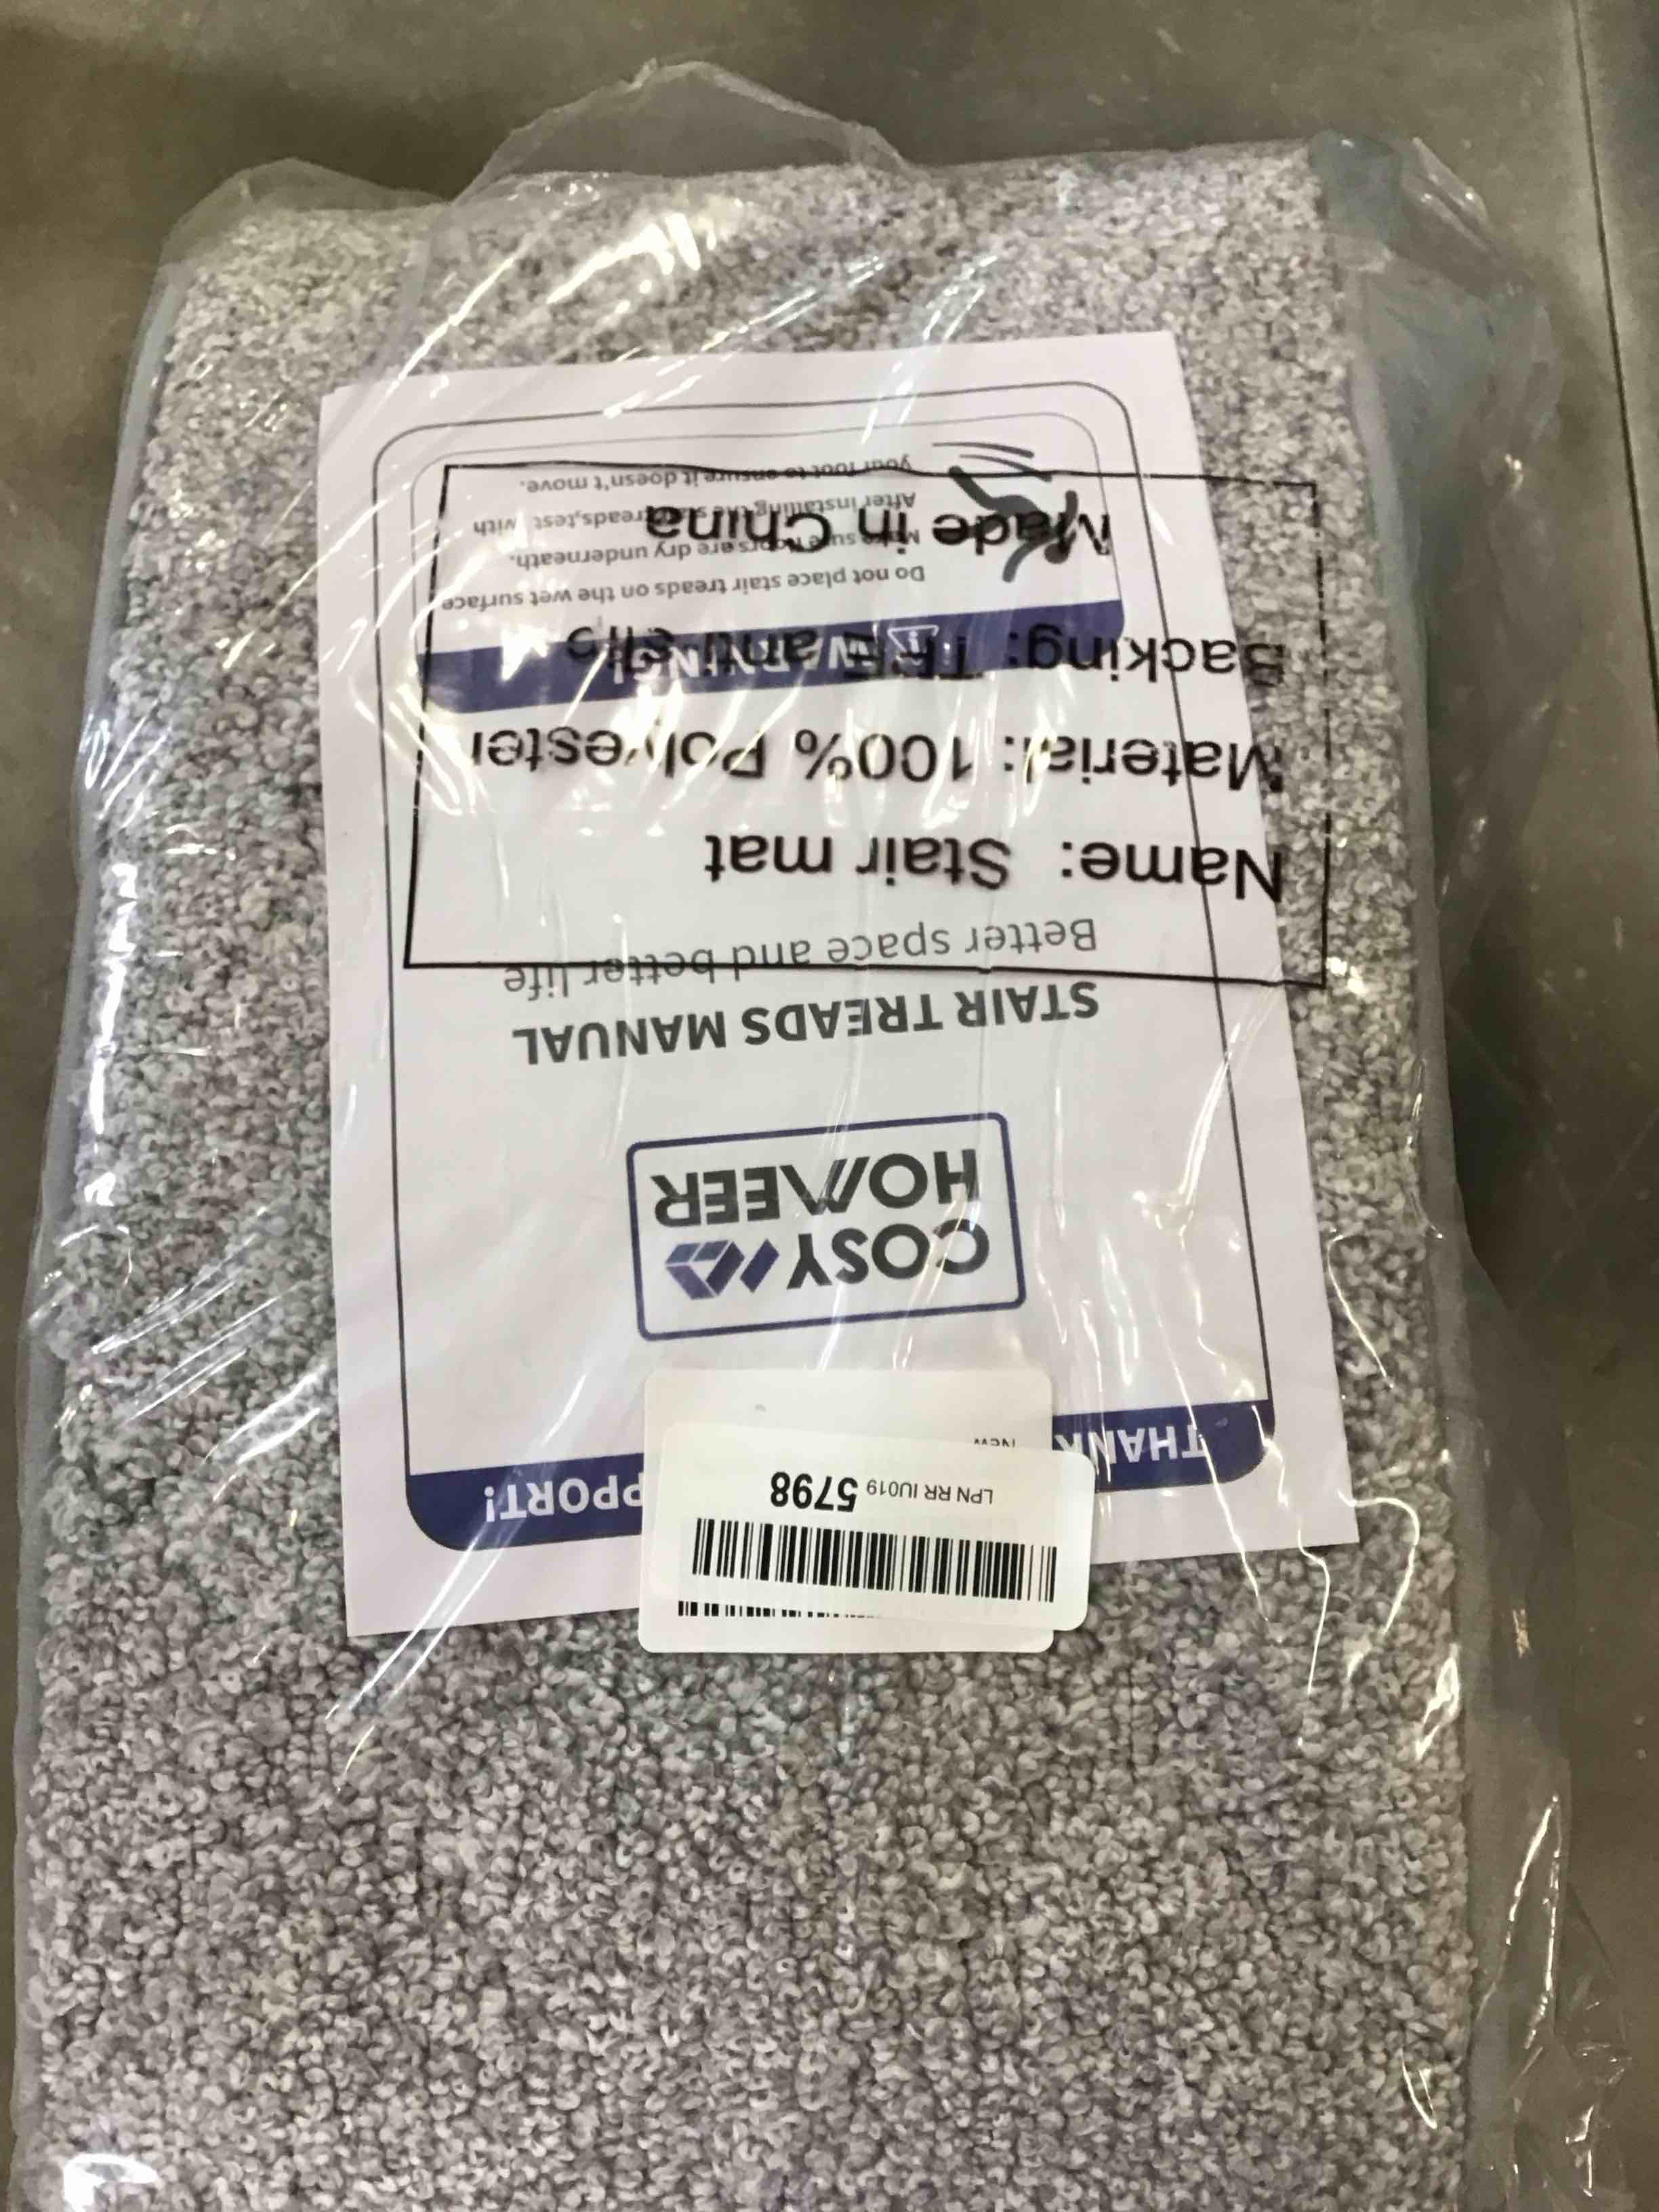 THANK
PPORT!
New
LPN RR IU019 5798
COSY
HOMEER
STAIR TREADS MANUAL
Better space and better life
Name: Stair mat
Material: 100% Polyester
Backing: TPE anti slip
Made in China
WARNING!
Do not place stair treads on the wet surface
Make sure floors are dry underneath.
After installing the stair treads,test with
your foot to ensure it doesn't move.